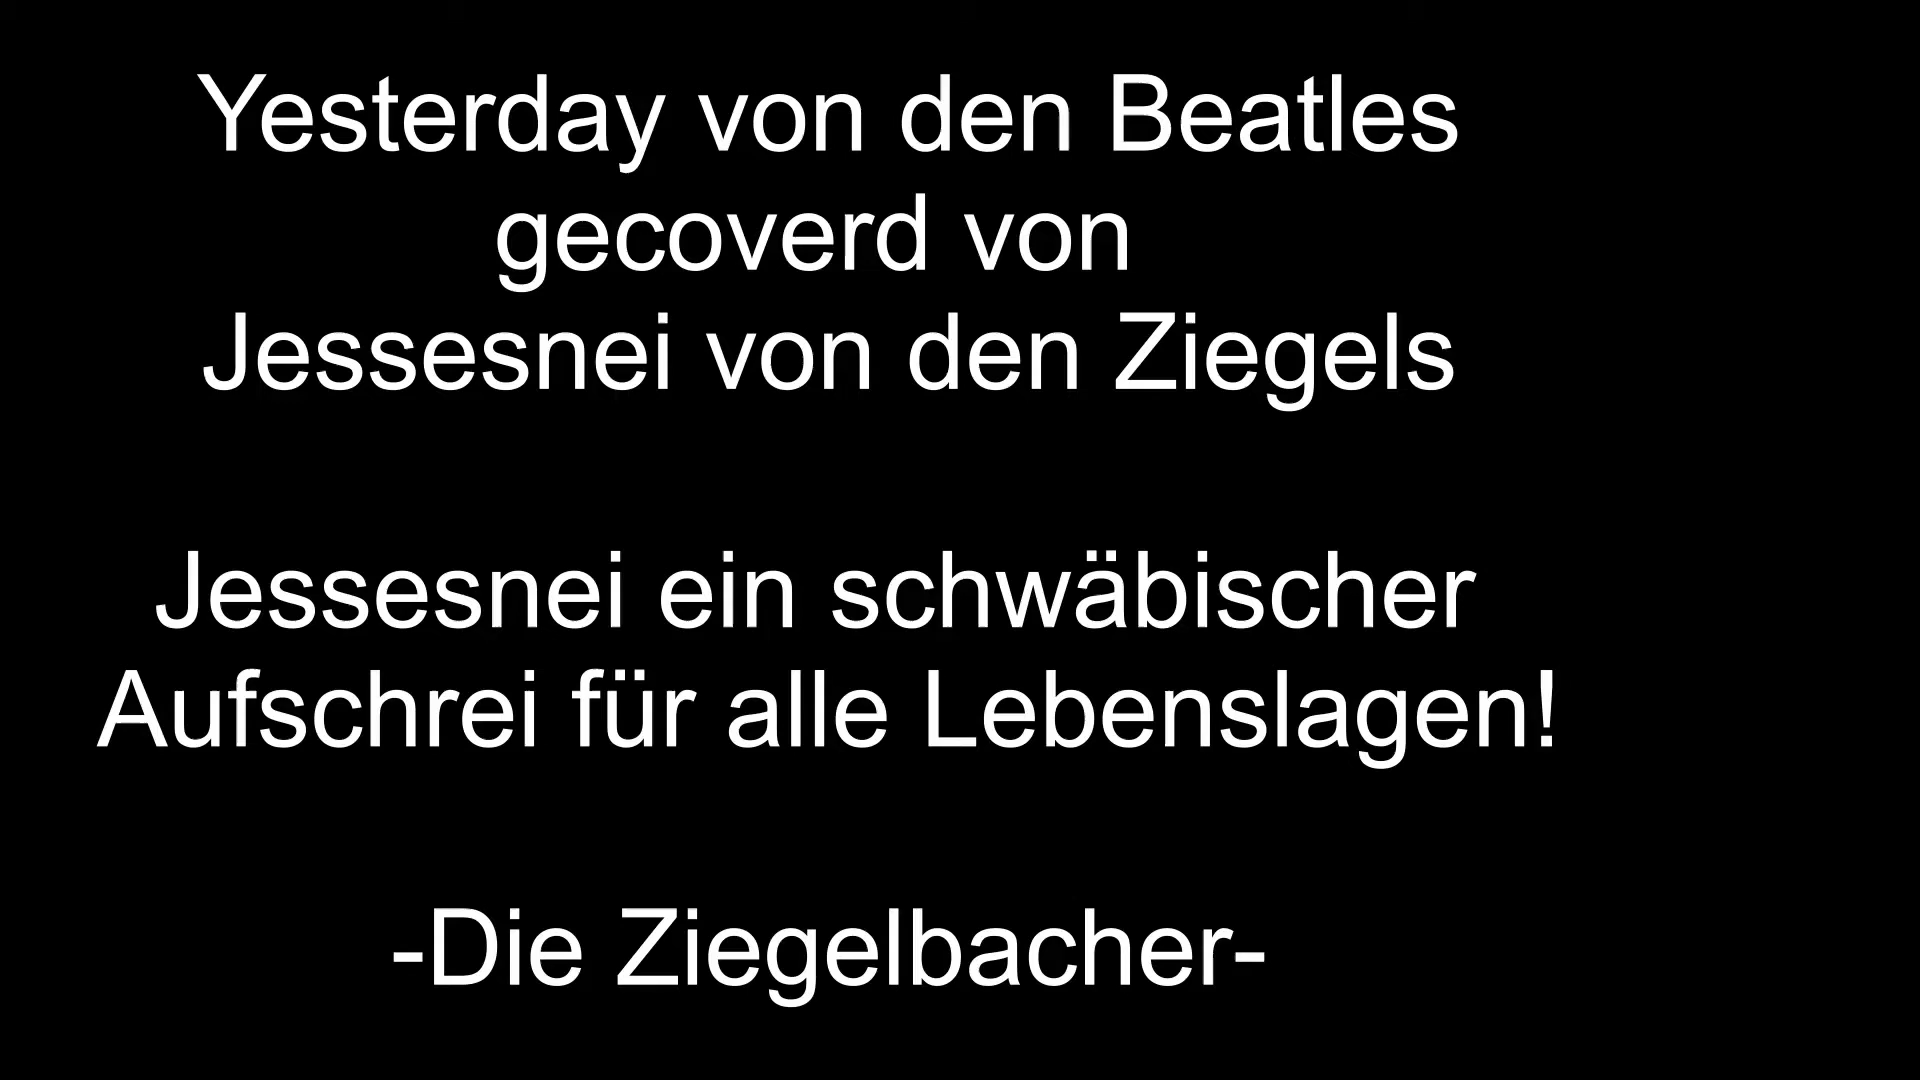 Yesterday von den Beatles
gecoverd von
Jessesnei von den Ziegels
Jessesnei ein schwäbischer
Aufschrei für alle Lebenslagen!
-Die Ziegelbacher-